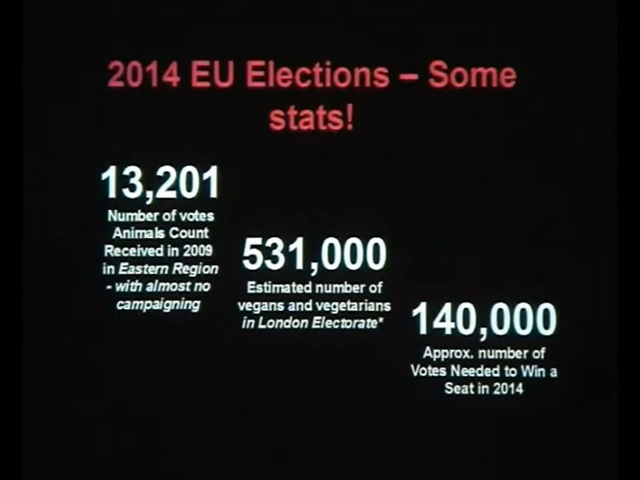 2014 EU Elections – Some
stats!
13,201
Number of votes
Animals Count
Received in 2009
in Eastern Region
- with almost no
campaigning
531,000
Estimated number of
vegans and vegetarians
in London Electorate*
140,000
Approx. number of
Votes Needed to Win a
Seat in 2014